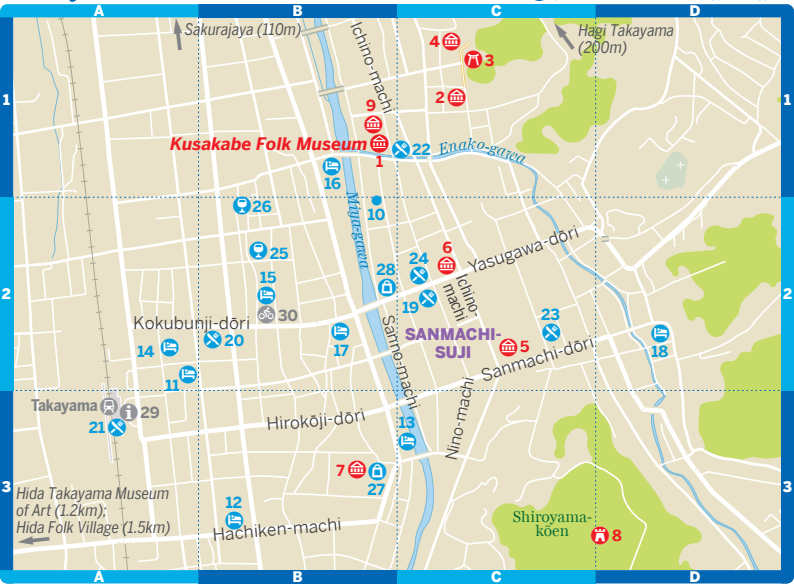 A
B
C
D
Sakurajaya (110m)
Hagi Takayama
(200m)
Ichino-machi
4
3
2
1
1
9
Kusakabe Folk Museum
1
22
Enako-gawa
16
26
10
Miya-gawa
25
6
Yasugawa-dōri
24
28
15
Ichino-
machi
19
2
2
30
Kokubunji-dōri
23
Sanno-machi
SANMACHI-
SUJI
14
20
17
5
18
Sanmachi-dōri
11
Takayama
29
21
Hirokōji-dōri
Nino-machi
13
7
27
3
3
Hida Takayama Museum
of Art (1.2km);
Hida Folk Village (1.5km)
12
Hachiken-machi
Shiroyama-
kōen
8
A
B
C
D